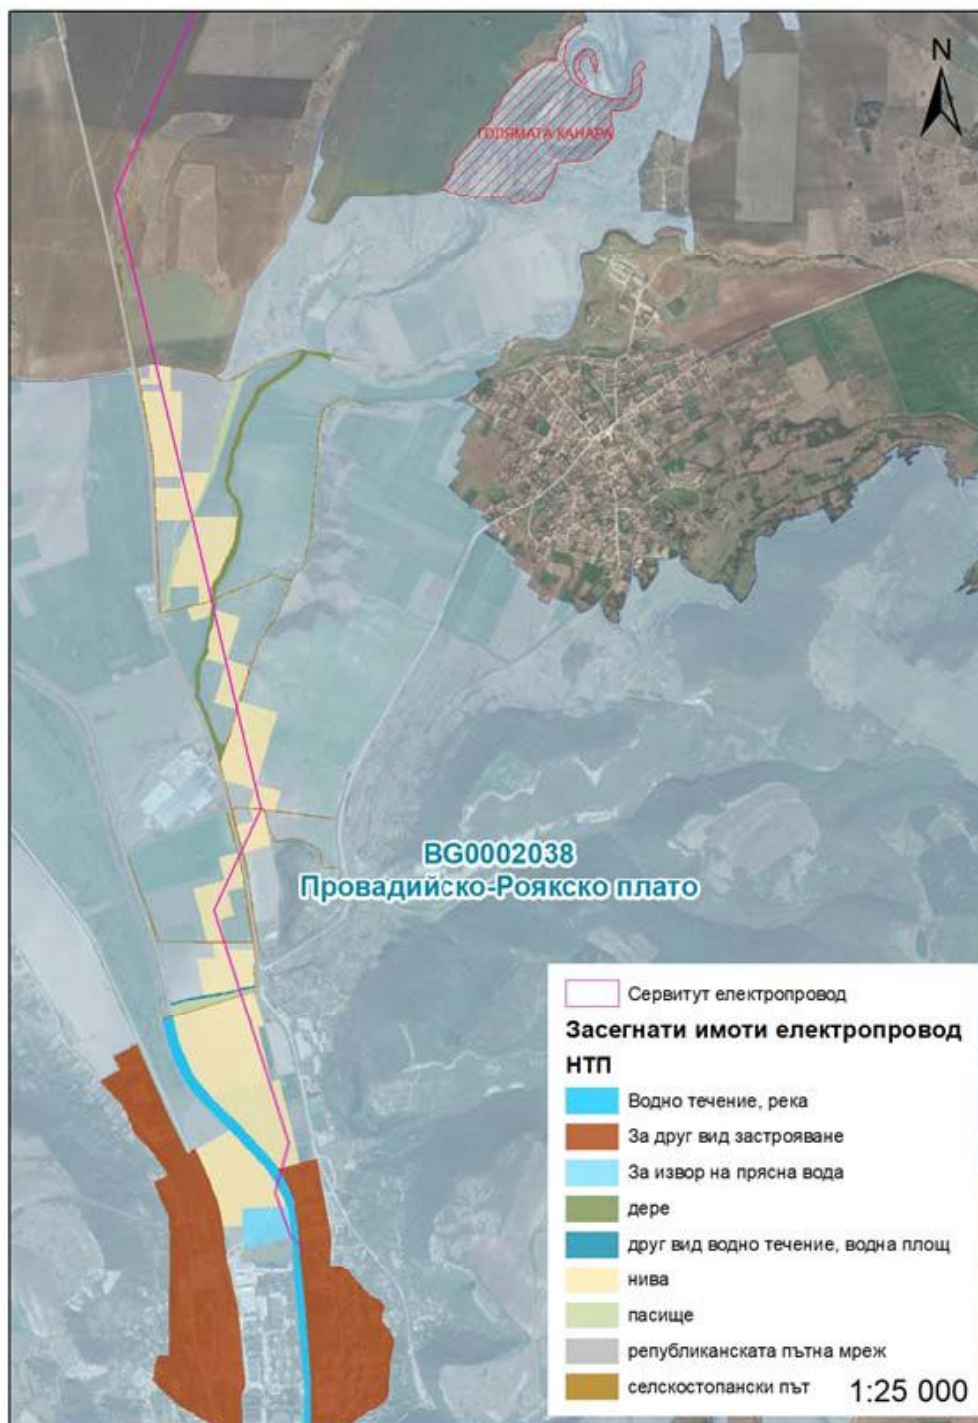 N
ГОЛЯМАТА КАНАРА
BG0002038
Провадийско-Роякско плато
Сервитут електропровод
Засегнати имоти електропровод
НТП
Водно течение, река
За друг вид застрояване
За извор на прясна вода
дере
друг вид водно течение, водна площ
нива
пасище
републиканската пътна мреж
селскостопански път
1:25 000